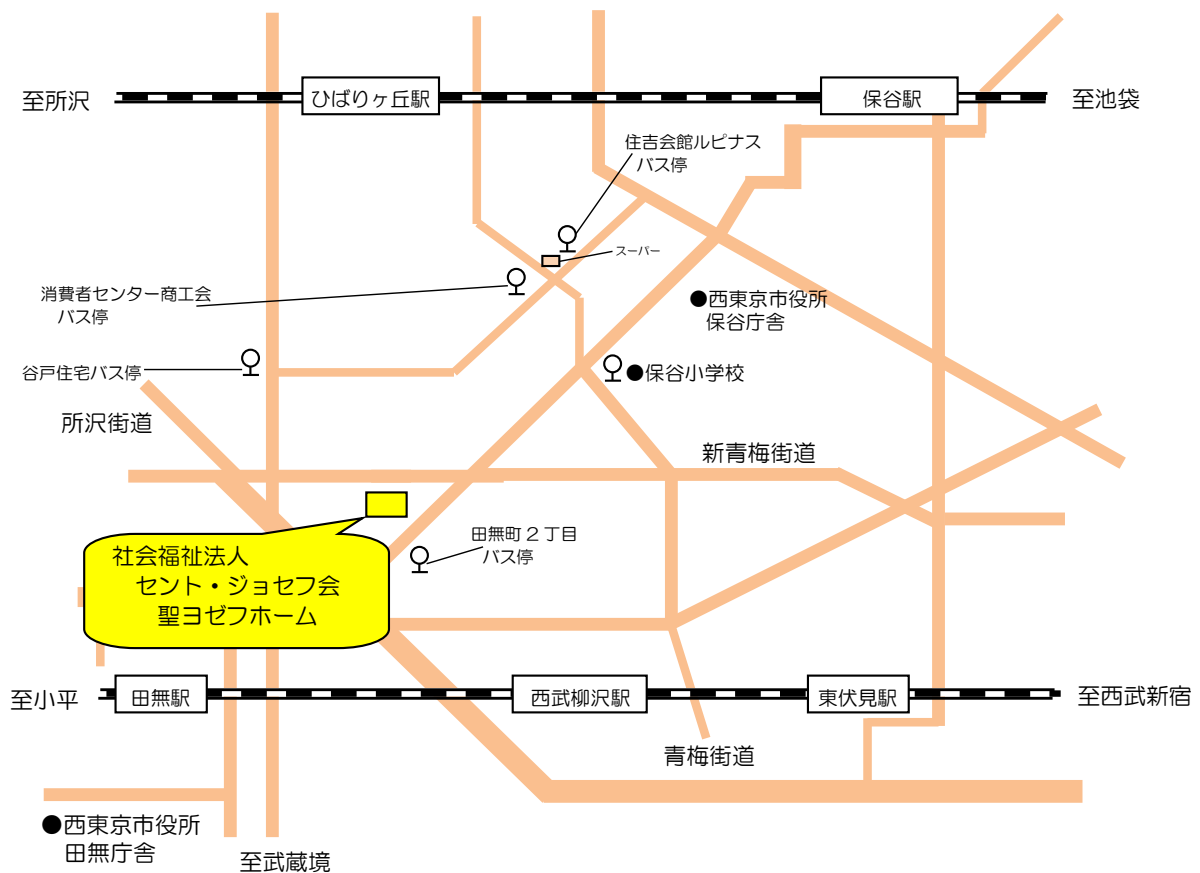 至所沢
ひばりヶ丘駅
保谷駅
至池袋
住吉会館ルピナス
バス停
スーパー
消費者センター商工会
バス停
●西東京市役所
保谷庁舎
谷戸住宅バス停
●保谷小学校
所沢街道
新青梅街道
田無町2丁目
バス停
社会福祉法人
セント・ジョセフ会
聖ヨゼフホーム
至小平
田無駅
西武柳沢駅
東伏見駅
至西武新宿
青梅街道
●西東京市役所
田無庁舎
至武蔵境